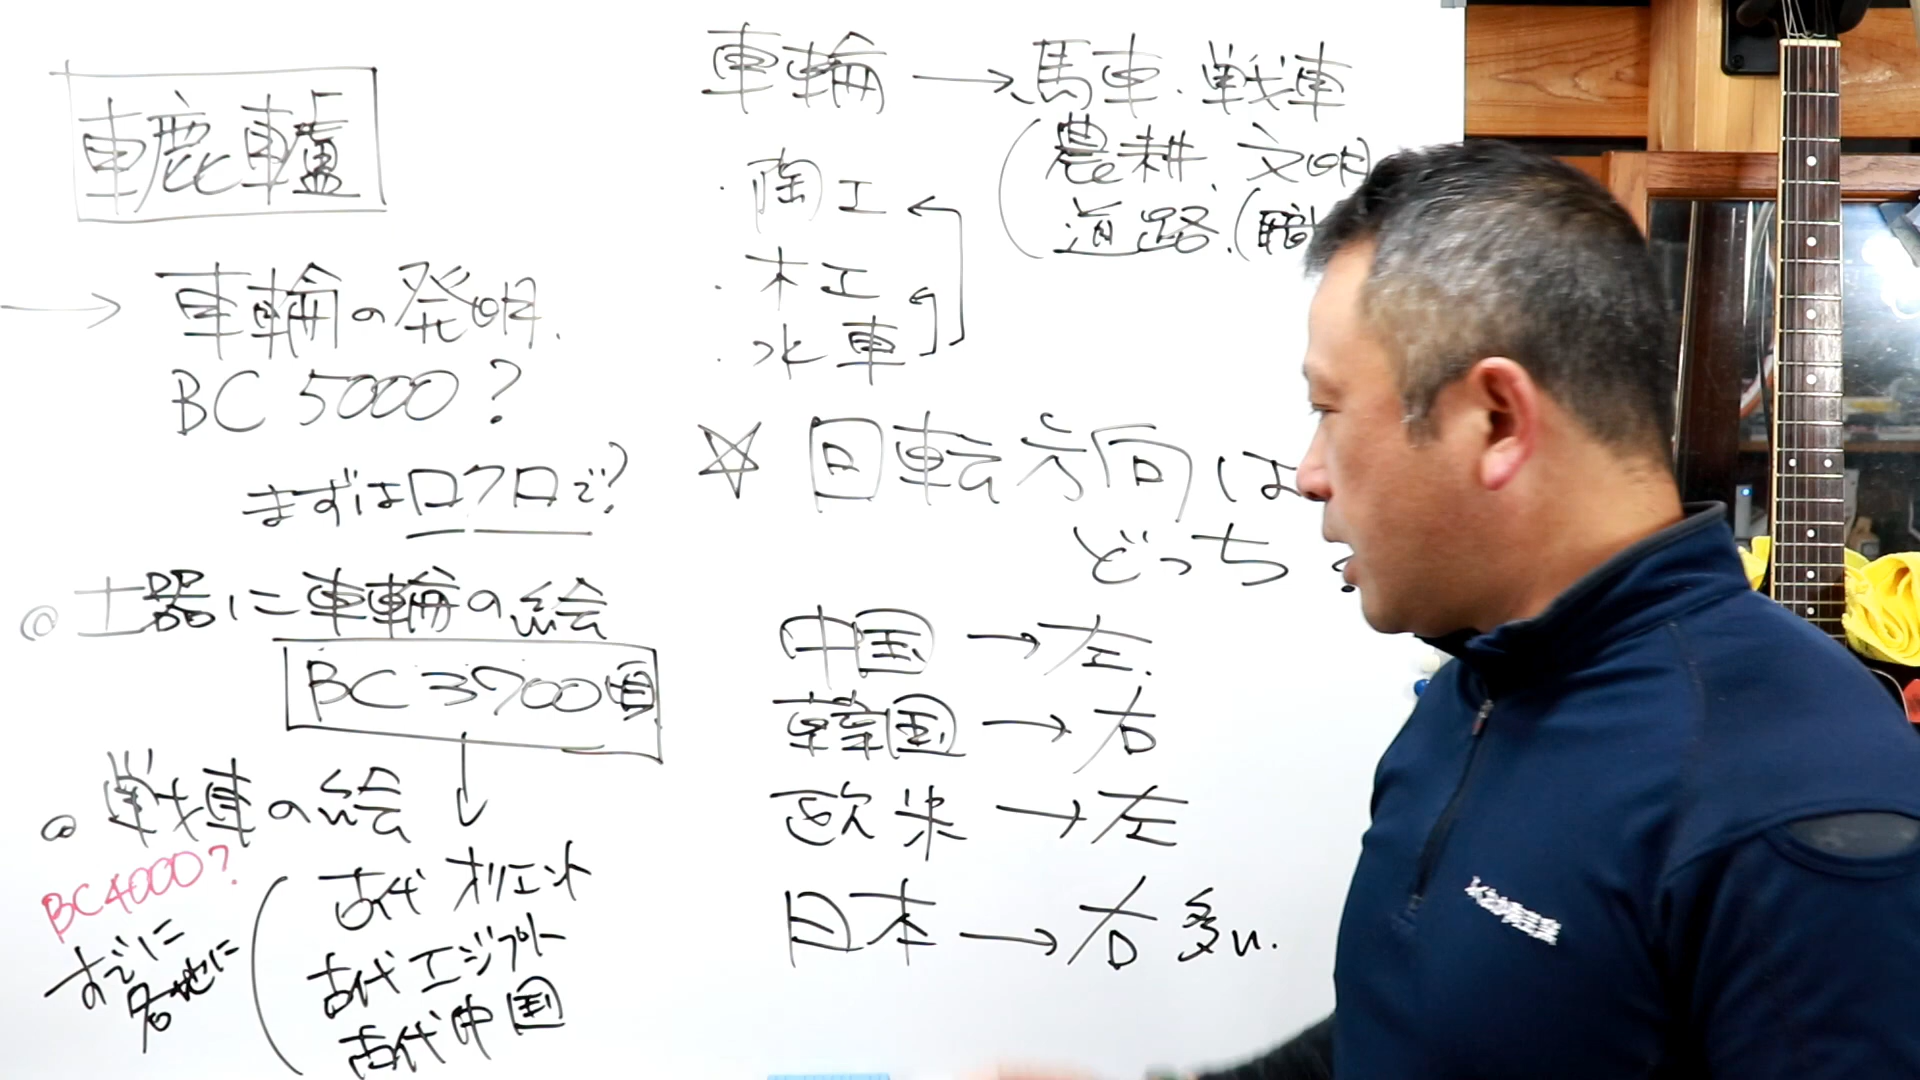 轆轤
→ 車輪の発明.
BC 5000?
まずはロクロで?
◎土器に車輪の絵
BC3700頃
◎戦車の絵
BC4000?
すでに
各地に
古代オリエント
古代エジプト
古代中国
車輪→馬車.戦車
(農耕.文明
道路.(職
・陶工
・木工
・水車
☆回転方向は
どっち?
中国→左.
韓国→右
欧米→左
日本→右多い.